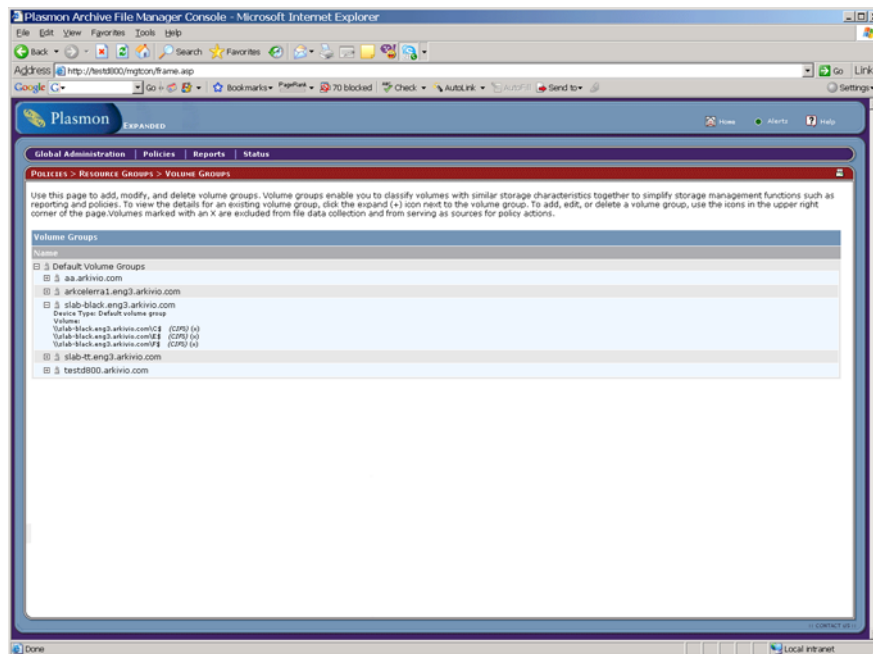 Plasmon Archive File Manager Console - Microsoft Internet Explorer
File Edit View Favorites Tools Help
Back Search Favorites
Address http://testd800/mgtcon/frame.asp Go Link
Google G Go Bookmarks PageRank 70 blocked Check AutoLink AutoFill Send to Settings
Plasmon EXPANDED Home Alerts ? Help
Global Administration | Policies | Reports | Status
POLICIES > RESOURCE GROUPS > VOLUME GROUPS
Use this page to add, modify, and delete volume groups. Volume groups enable you to classify volumes with similar storage characteristics together to simplify storage management functions such as
reporting and policies. To view the details for an existing volume group, click the expand (+) icon next to the volume group. To add, edit, or delete a volume group, use the icons in the upper right
corner of the page.Volumes marked with an X are excluded from file data collection and from serving as sources for policy actions.
Volume Groups
Name
Default Volume Groups
aa.arkivio.com
arkcelerra1.eng3.arkivio.com
slab-black.eng3.arkivio.com
Device Type: Default volume group
Volume:
\\slab-black.eng3.arkivio.com\C$ (CIFS) (x)
\\slab-black.eng3.arkivio.com\E$ (CIFS) (x)
\\slab-black.eng3.arkivio.com\F$ (CIFS) (x)
slab-tt.eng3.arkivio.com
testd800.arkivio.com
:: CONTACT US ::
Done Local intranet